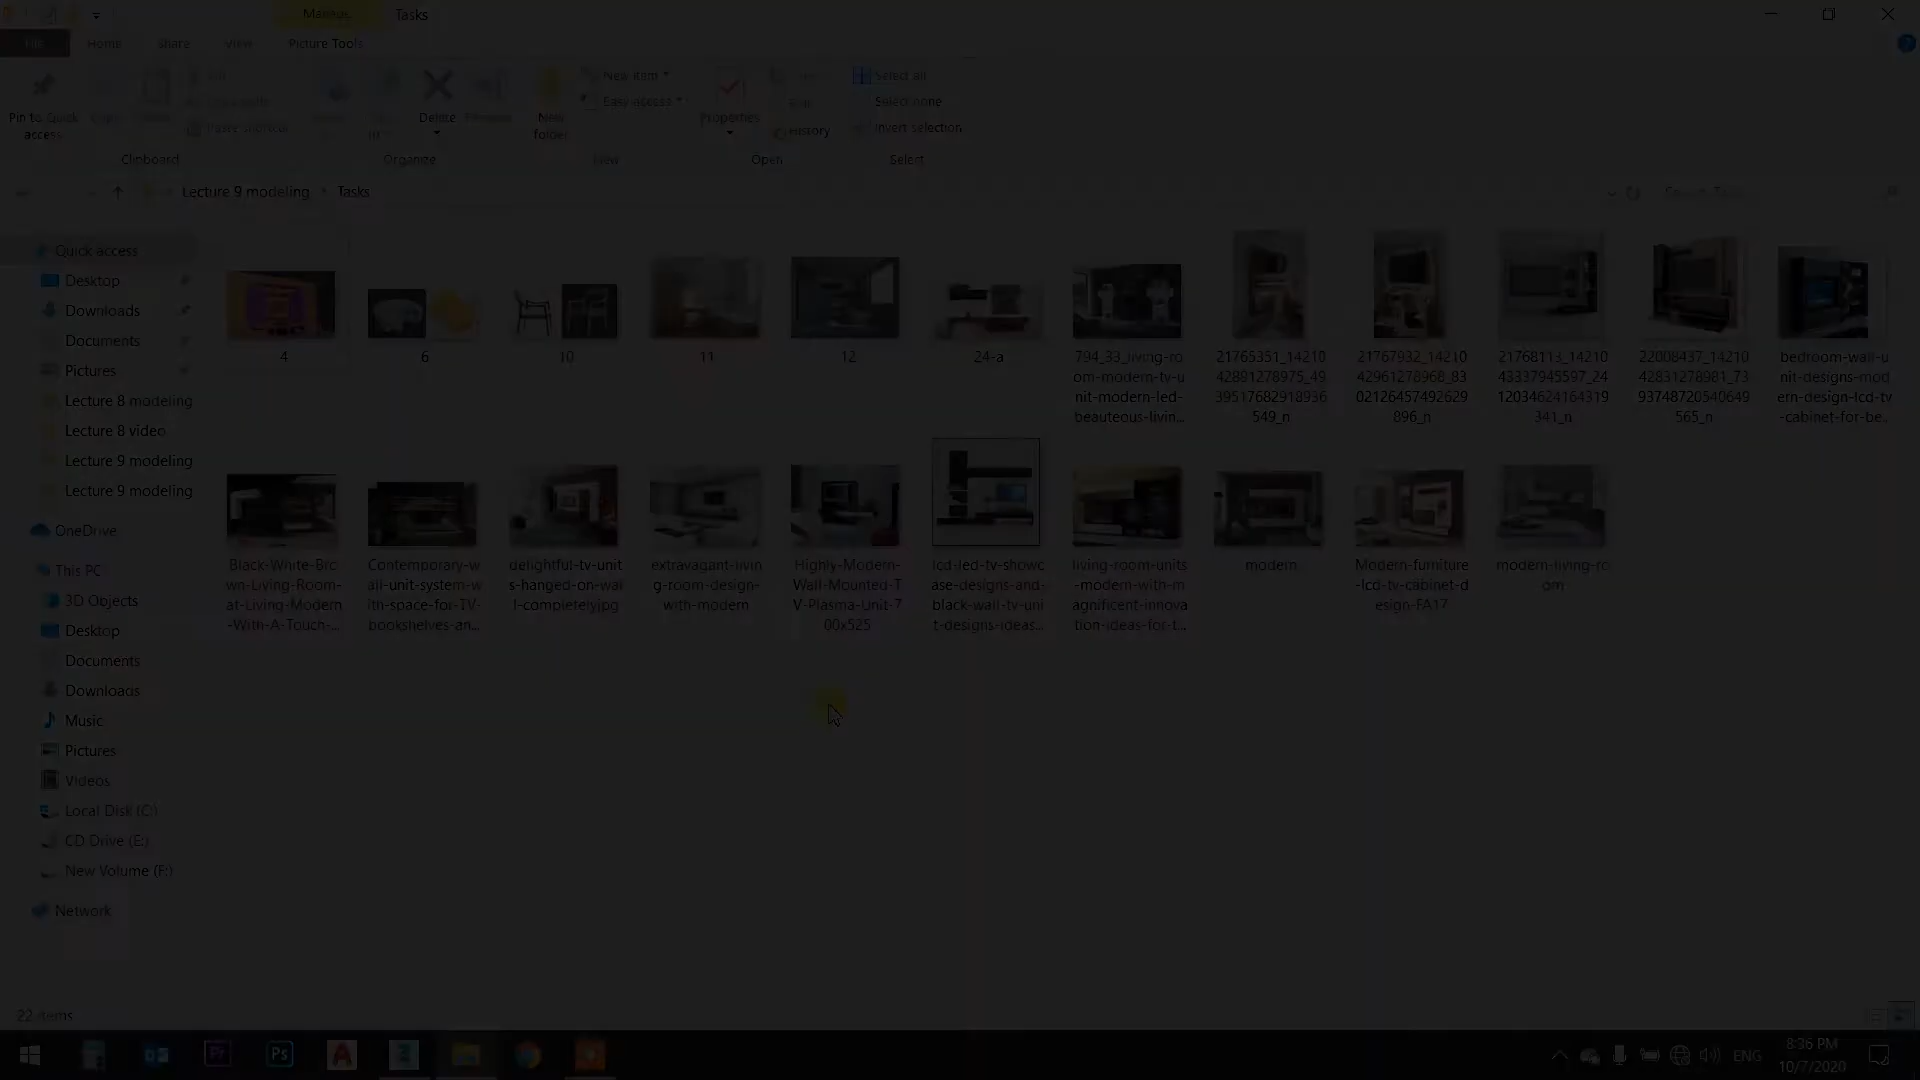 Manage
Tasks
File
Home
Share
View
Picture Tools
Pin to Quick
access
Delete
New
folder
New item
Easy access
Properties
History
Select all
Select none
Invert selection
Clipboard
Organize
New
Open
Select
Lecture 9 modeling
Tasks
Quick access
Desktop
Downloads
Documents
Pictures
Lecture 8 modeling
Lecture 8 video
Lecture 9 modeling
Lecture 9 modeling
OneDrive
This PC
3D Objects
Desktop
Documents
Downloads
Music
Pictures
Videos
Local Disk (C:)
CD Drive (E:)
New Volume (F:)
Network
4
6
10
11
12
24-a
794_33_living-ro
om-modern-tv-u
nit-modern-led-
beauteous-livin...
21765351_14210
42891278975_49
39517682918936
549_n
21767932_14210
42961278968_83
02126457492629
896_n
21768113_14210
43337945597_24
12034624164319
341_n
22008437_14210
42831278981_73
93748720540649
565_n
bedroom-wall-u
nit-designs-mod
ern-design-lcd-tv
-cabinet-for-be...
Black-White-Bro
wn-Living-Room-
at-Living-Modern
-With-A-Touch-...
Contemporary-w
all-unit-system-w
ith-space-for-TV-
bookshelves-an...
delightful-tv-unit
s-hanged-on-wal
l-completelyjpg
extravagant-livin
g-room-design-
with-modern
Highly-Modern-
Wall-Mounted-T
V-Plasma-Unit-7
00x525
lcd-led-tv-showc
ase-designs-and-
black-wall-tv-uni
t-designs-ideas...
living-room-units
-modern-with-m
agnificent-innova
tion-ideas-for-t...
modern
Modern-furniture
-lcd-tv-cabinet-d
esign-FA17
modern-living-ro
om
22 items
Pr
Ps
ENG
8:36 PM
10/7/2020